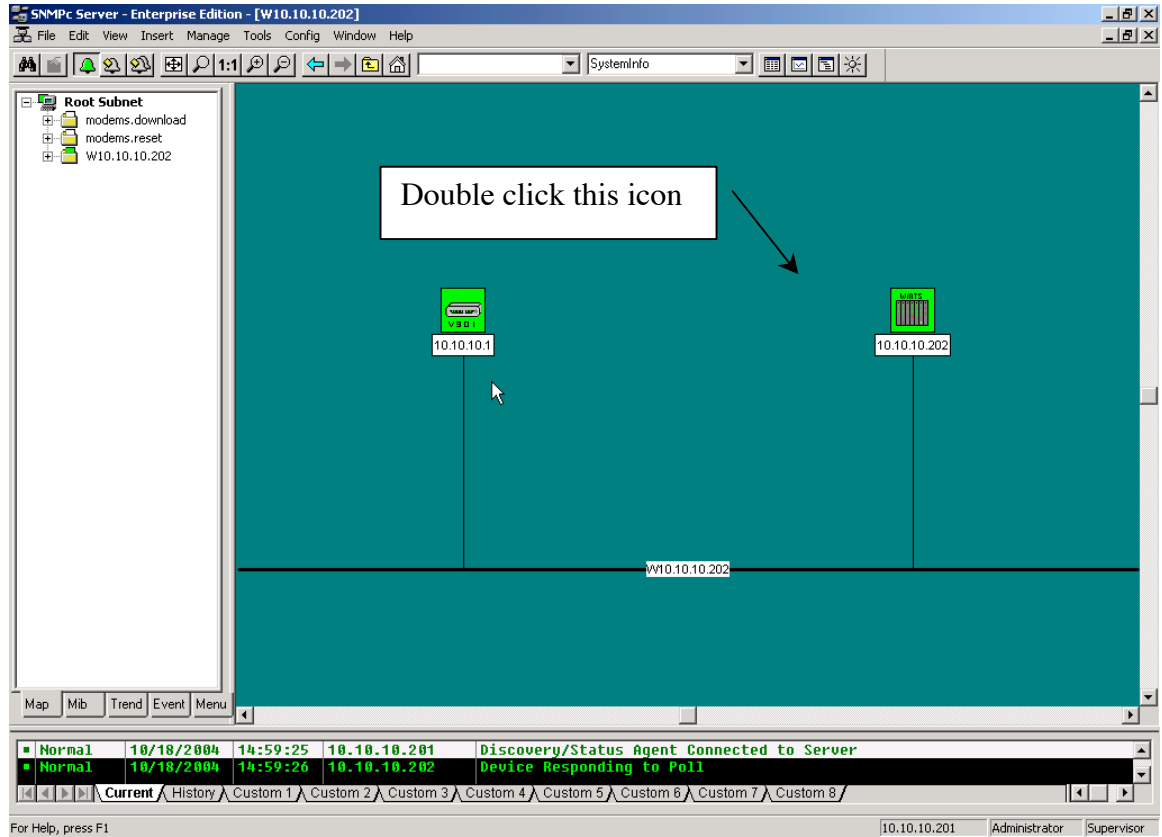 SNMPc Server - Enterprise Edition - [W10.10.10.202]
File Edit View Insert Manage Tools Config Window Help
1:1 SystemInfo
Root Subnet
modems.download
modems.reset
W10.10.10.202
Double click this icon
V301
10.10.10.1
WMTS
10.10.10.202
W10.10.10.202
Map Mib Trend Event Menu
Normal 10/18/2004 14:59:25 10.10.10.201 Discovery/Status Agent Connected to Server
Normal 10/18/2004 14:59:26 10.10.10.202 Device Responding to Poll
Current History Custom 1 Custom 2 Custom 3 Custom 4 Custom 5 Custom 6 Custom 7 Custom 8
For Help, press F1 10.10.10.201 Administrator Supervisor